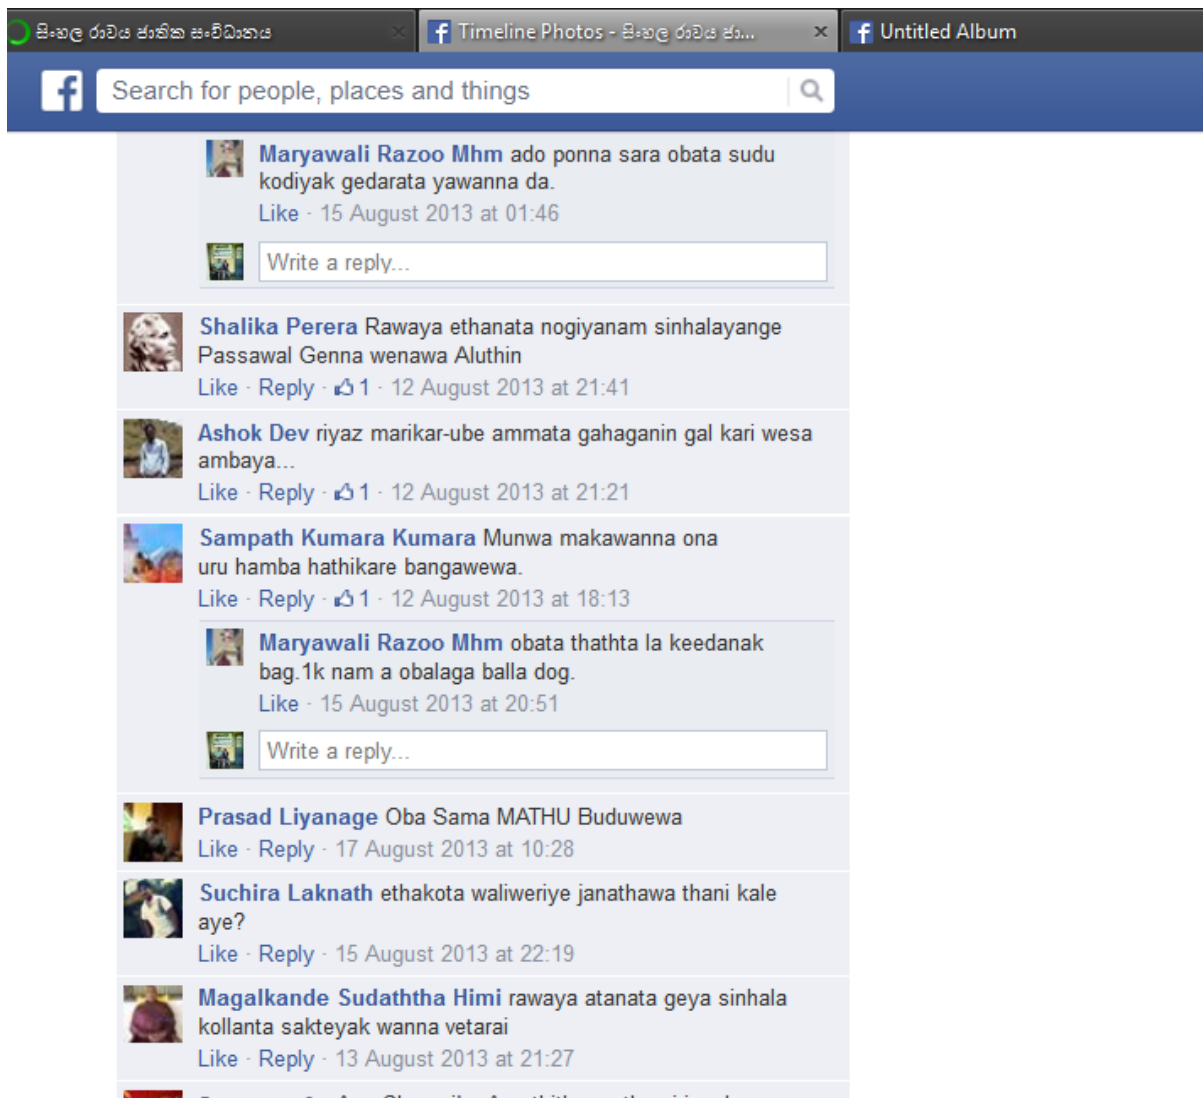 සිංහල රාවය ජාතික සංවිධානය
Timeline Photos - සිංහල රාවය ජා...
Untitled Album
Search for people, places and things
Maryawali Razoo Mhm ado ponna sara obata sudu
kodiyak gedarata yawanna da.
Like · 15 August 2013 at 01:46
Write a reply...
Shalika Perera Rawaya ethanata nogiyanam sinhalayange
Passawal Genna wenawa Aluthin
Like · Reply · 1 · 12 August 2013 at 21:41
Ashok Dev riyaz marikar-ube ammata gahaganin gal kari wesa
ambaya...
Like · Reply · 1 · 12 August 2013 at 21:21
Sampath Kumara Kumara Munwa makawanna ona
uru hamba hathikare bangawewa.
Like · Reply · 1 · 12 August 2013 at 18:13
Maryawali Razoo Mhm obata thathta la keedanak
bag.1k nam a obalaga balla dog.
Like · 15 August 2013 at 20:51
Write a reply...
Prasad Liyanage Oba Sama MATHU Buduwewa
Like · Reply · 17 August 2013 at 10:28
Suchira Laknath ethakota waliweriye janathawa thani kale
aye?
Like · Reply · 15 August 2013 at 22:19
Magalkande Sudaththa Himi rawaya atanata geya sinhala
kollanta sakteyak wanna vetarai
Like · Reply · 13 August 2013 at 21:27